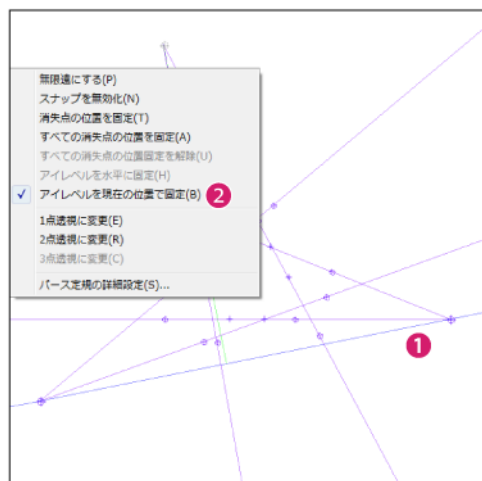 無限遠にする(P)
スナップを無効化(N)
消失点の位置を固定(T)
すべての消失点の位置を固定(A)
すべての消失点の位置固定を解除(U)
アイレベルを水平に固定(H)
✓ アイレベルを現在の位置で固定(B) 2
1点透視に変更(E)
2点透視に変更(R)
3点透視に変更(C)
パース定規の詳細設定(S)...
1